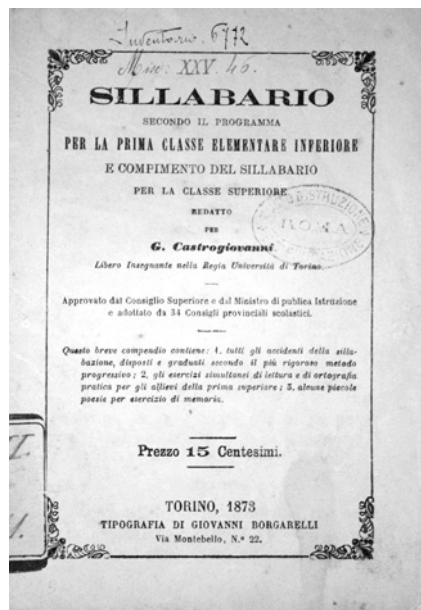 Inventario. 6772
Misc: XXV. 46.
SILLABARIO
SECONDO IL PROGRAMMA
PER LA PRIMA CLASSE ELEMENTARE INFERIORE
E COMPIMENTO DEL SILLABARIO
PER LA CLASSE SUPERIORE
REDATTO
PER
G. Castrogiovanni
Libero Insegnante nella Regia Università di Torino.
Approvato dal Consiglio Superiore e dal Ministro di publica Istruzione
e adottato da 34 Consigli provinciali scolastici.
Questo breve compendio contiene: 1. tutti gli accidenti della silla-
bazione, disposti e graduati secondo il più rigoroso metodo
progressivo; 2, gli esercizi simultanei di lettura e di ortografia
pratica per gli allievi della prima superiore; 3, alcune piccole
poesie per esercizio di memoria.
Prezzo 15 Centesimi.
TORINO, 1873
TIPOGRAFIA DI GIOVANNI BORGARELLI
Via Montebello, N.° 22.
ISTRUZIONE
ROMA